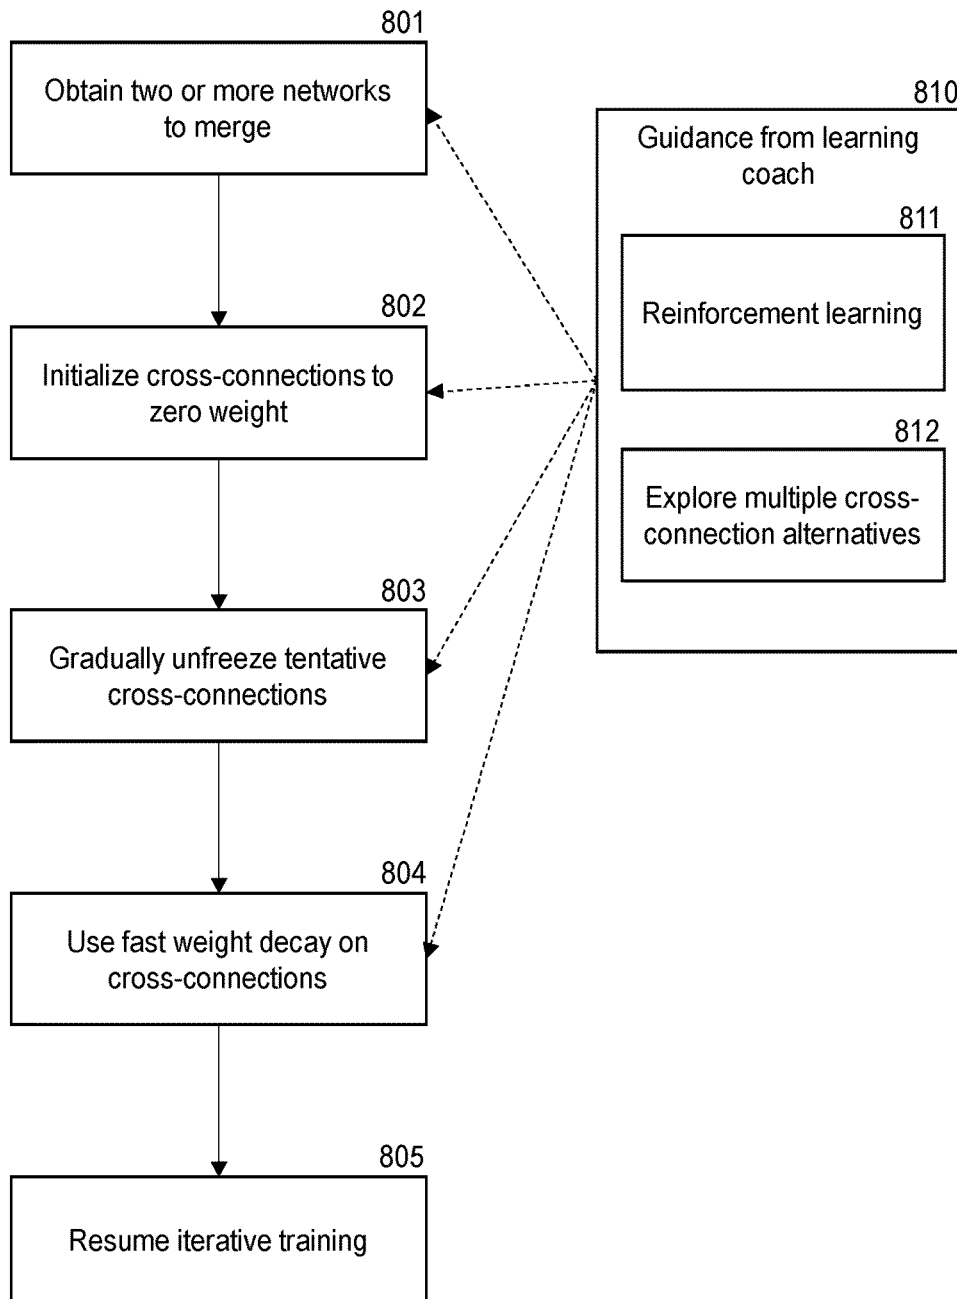 801
Obtain two or more networks
to merge
802
Initialize cross-connections to
zero weight
803
Gradually unfreeze tentative
cross-connections
804
Use fast weight decay on
cross-connections
805
Resume iterative training
810
Guidance from learning
coach
811
Reinforcement learning
812
Explore multiple cross-
connection alternatives